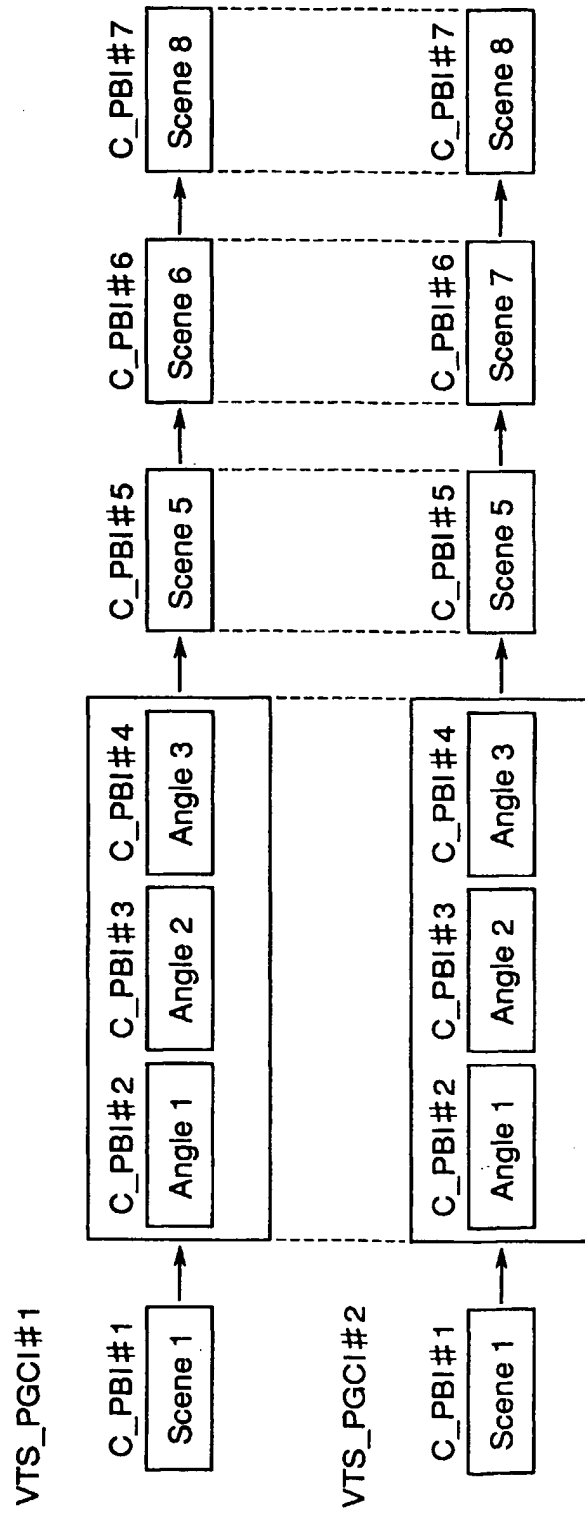 VTS_PGCI#1
C_PBI#1 C_PBI#2 C_PBI#3 C_PBI#4 C_PBI#5 C_PBI#6 C_PBI#7
Scene 1 Angle 1 Angle 2 Angle 3 Scene 5 Scene 6 Scene 8
VTS_PGCI#2
C_PBI#1 C_PBI#2 C_PBI#3 C_PBI#4 C_PBI#5 C_PBI#6 C_PBI#7
Scene 1 Angle 1 Angle 2 Angle 3 Scene 5 Scene 7 Scene 8